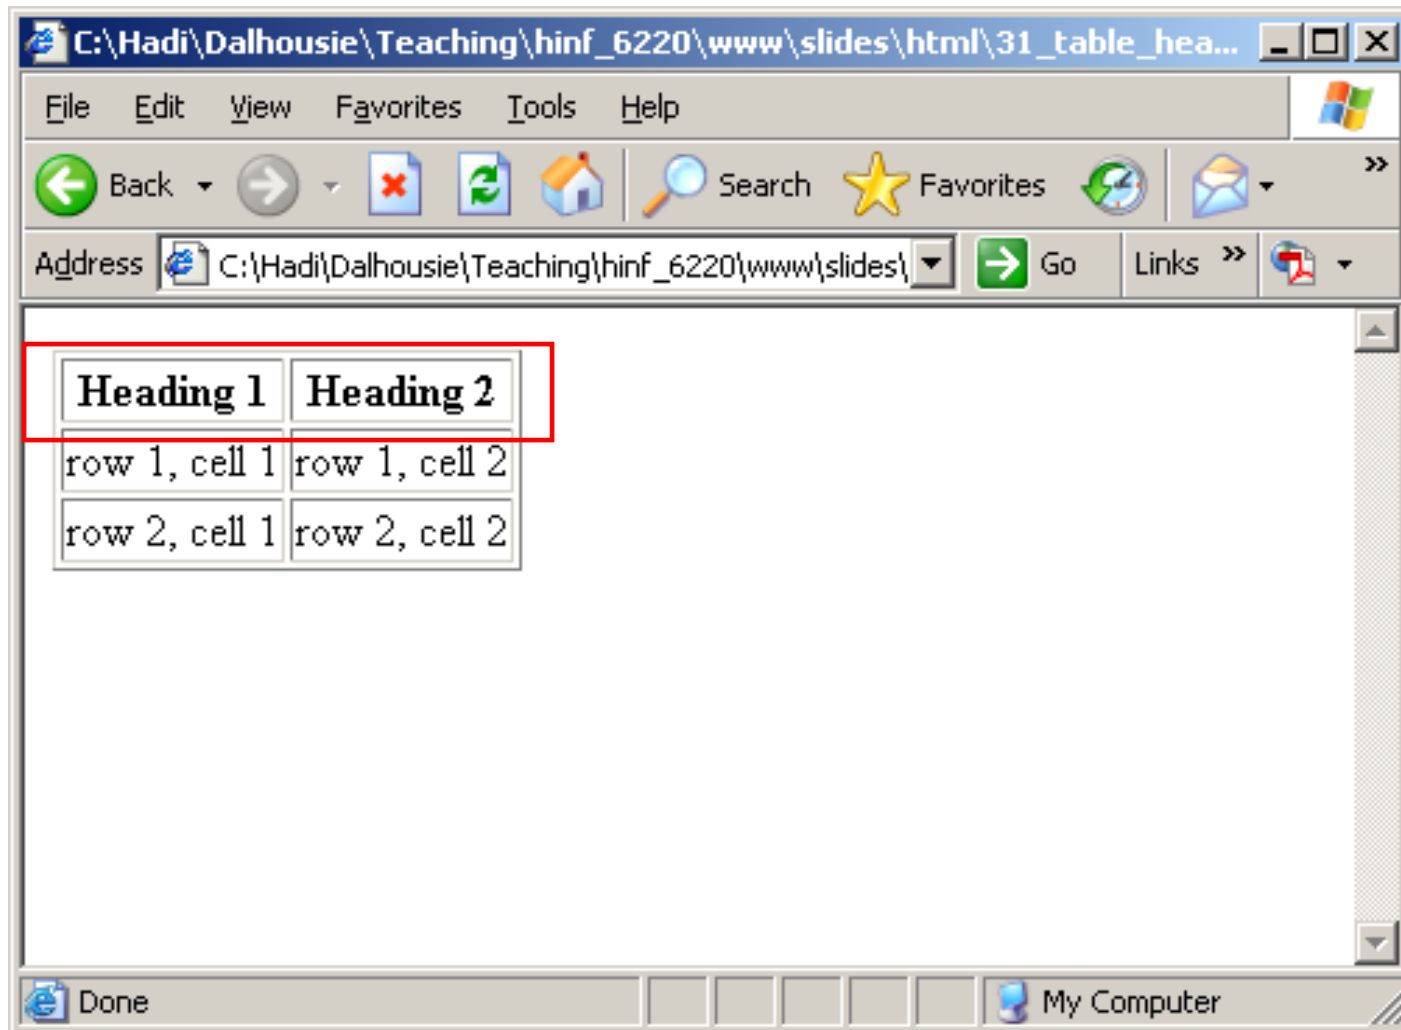 C:\Hadi\Dalhousie\Teaching\hinf_6220\www\slides\html\31_table_hea...
File Edit View Favorites Tools Help
Back Search Favorites
Address C:\Hadi\Dalhousie\Teaching\hinf_6220\www\slides\ Go Links
Heading 1 Heading 2
row 1, cell 1 row 1, cell 2
row 2, cell 1 row 2, cell 2
Done My Computer